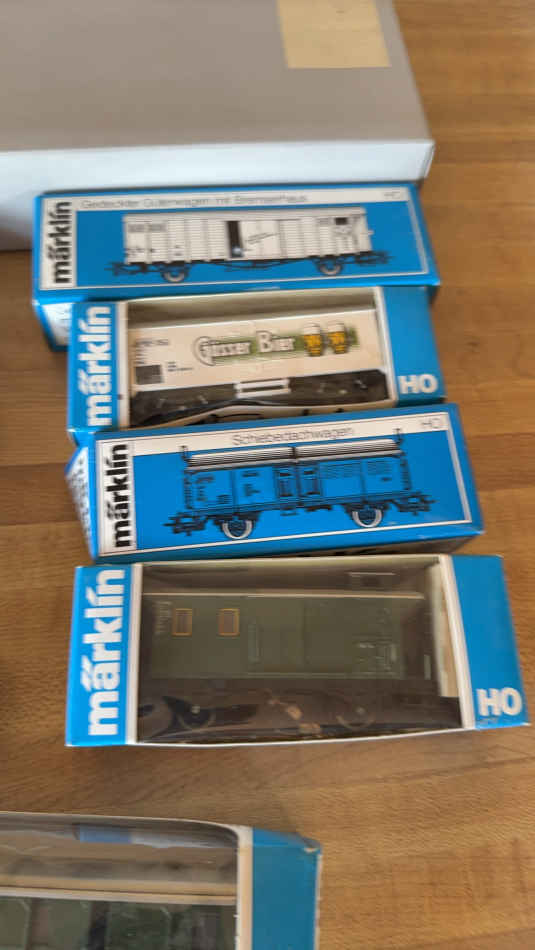 märklin
Gedeckter Güterwagen mit Bremserhaus
HO
märklin
Gösser Bier
HO
märklin
Schiebedachwagen
HO
märklin
HO